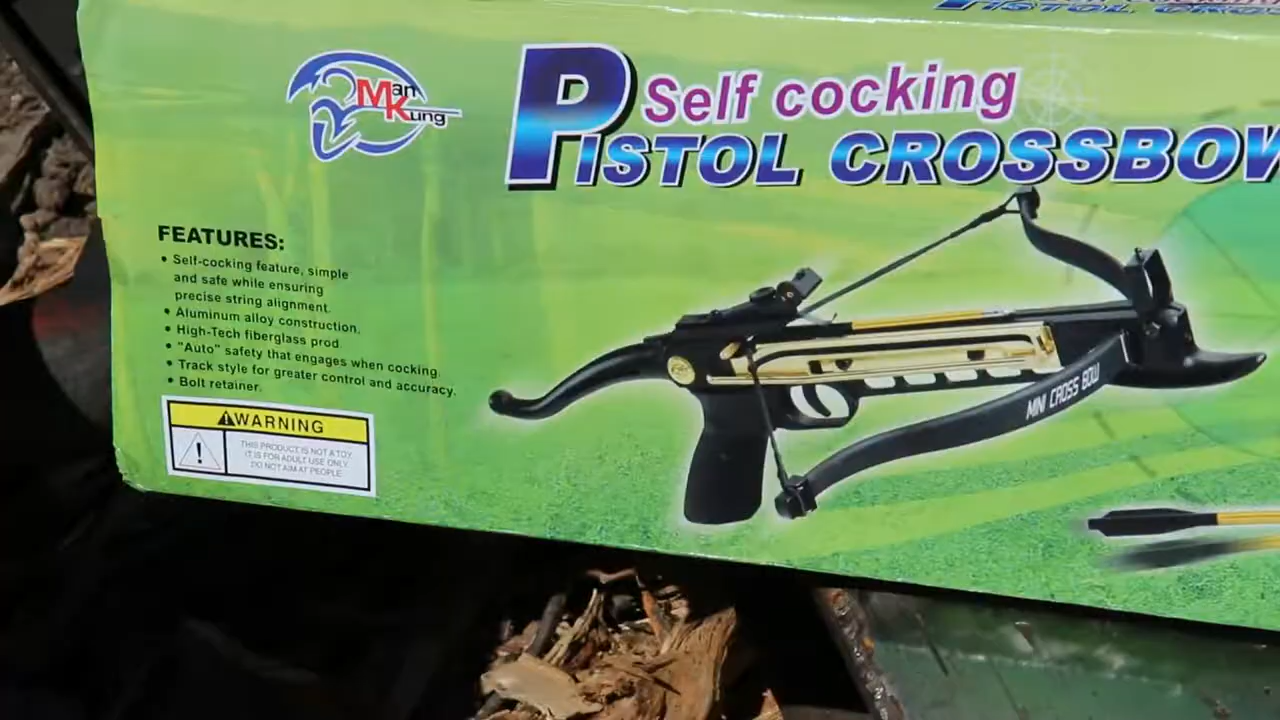 PISTOL CROS
Man
Kung
Self cocking
PISTOL CROSSBOW
FEATURES:
• Self-cocking feature, simple
and safe while ensuring
precise string alignment.
• Aluminum alloy construction.
• High-Tech fiberglass prod
• "Auto" safety that engages when cocking.
• Track style for greater control and accuracy.
• Bolt retainer.
WARNING
THIS PRODUCT IS NOT A TOY
IT IS FOR ADULT USE ONLY
DO NOT AIM AT PEOPLE
MINI CROSS BOW